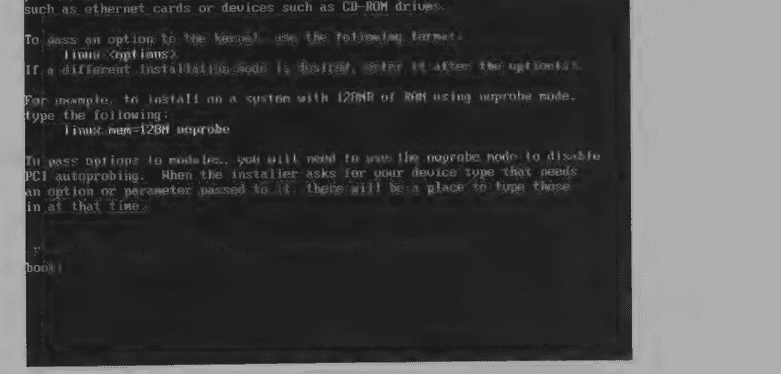 such as ethernet cards or devices such as CD-ROM drives.
To pass an option to the kernel, use the following format:
linux <options>
If a different installation mode is desired, enter it after the option(s).
For example, to install on a system with 128MB of RAM using noprobe mode,
type the following:
linux mem=128M noprobe
To pass options to modules, you will need to use the noprobe mode to disable
PCI autoprobing. When the installer asks for your device type that needs
an option or parameter passed to it, there will be a place to type those
in at that time.
boot: